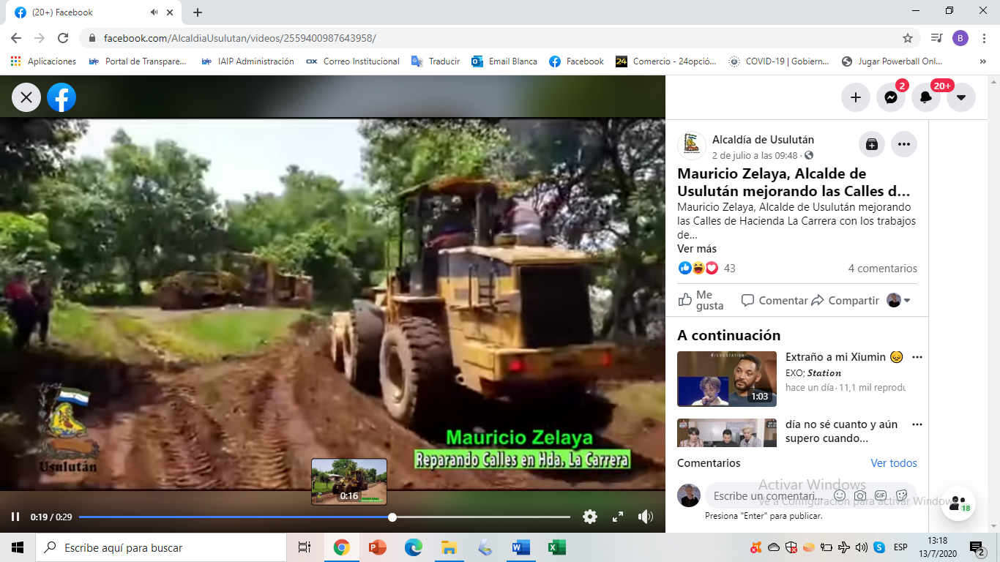 (20+) Facebook
facebook.com/AlcaldiaUsulutan/videos/2559400987643958/
B
Aplicaciones
Portal de Transpare...
IAIP Administración
Correo Institucional
Traducir
Email Blanca
Facebook
24
Comercio - 24opció...
COVID-19 | Gobiern...
Jugar Powerball Onl...
»
2
20+
Alcaldía de Usulután
2 de julio a las 09:48 ·
Mauricio Zelaya, Alcalde de
Usulután mejorando las Calles d...
Mauricio Zelaya, Alcalde de Usulután mejorando
las Calles de Hacienda La Carrera con los trabajos
de...
Ver más
43
4 comentarios
Me gusta
Comentar
Compartir
A continuación
Extraño a mi Xiumin 😔
EXO; Station
hace un día · 11,1 mil reprodu
1:03
día no sé cuanto y aún
supero cuando...
Comentarios
Ver todos
Escribe un comentari...
GIF
Presiona "Enter" para publicar.
Activar Windows
Ve a Configuración para activar Windows
18
Usulután
Mauricio Zelaya
Reparando Calles en Hda. La Carrera
0:16
0:19 / 0:29
Escribe aquí para buscar
ESP
13:18
13/7/2020
2